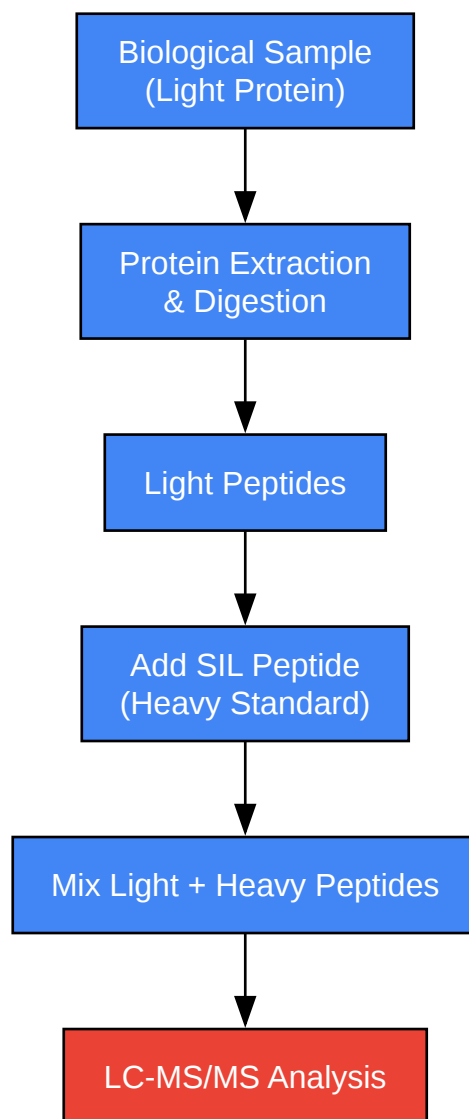 Biological Sample
(Light Protein)
Protein Extraction
& Digestion
Light Peptides
Add SIL Peptide
(Heavy Standard)
Mix Light + Heavy Peptides
LC-MS/MS Analysis